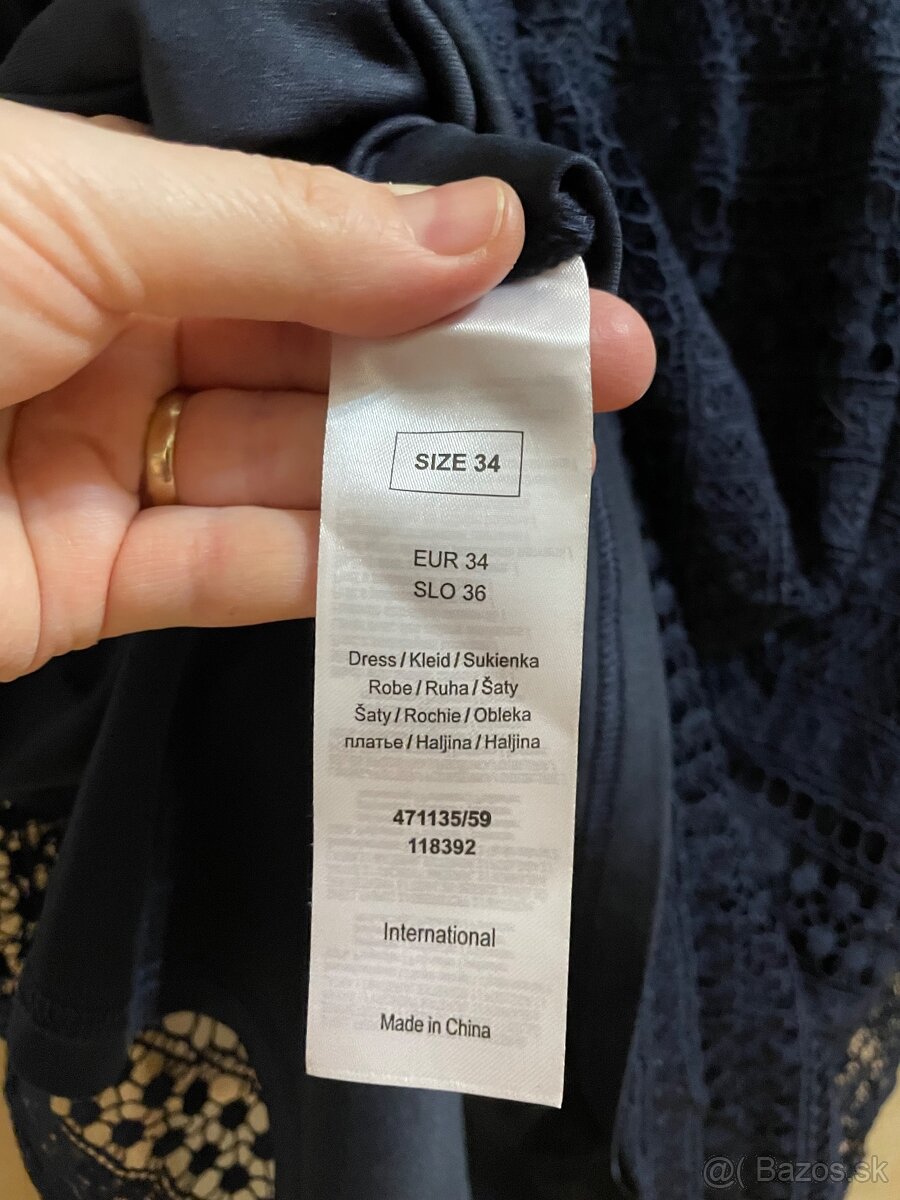 SIZE 34
EUR 34
SLO 36
Dress/Kleid/Sukienka
Robe/Ruha/Šaty
Šaty/Rochie/Obleka
платье/Haljina/Haljina
471135/59
118392
International
Made in China
@( Bazos.sk